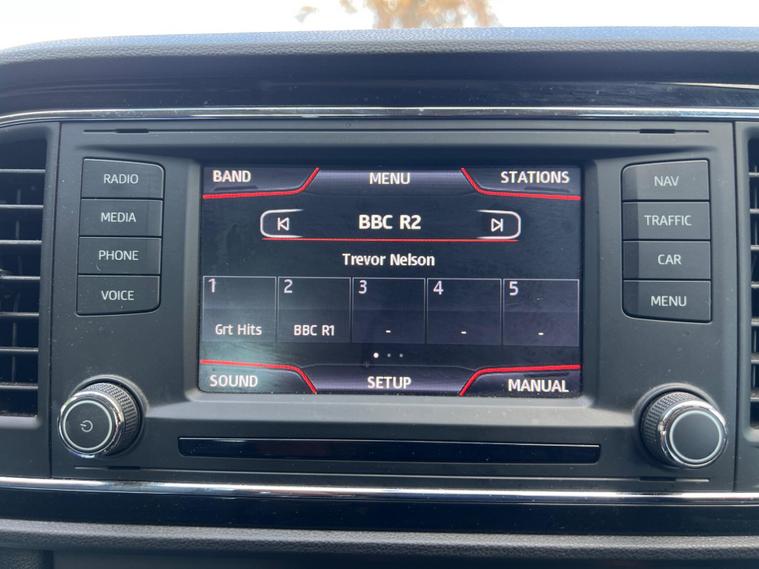 RADIO
MEDIA
PHONE
VOICE
BAND MENU STATIONS
BBC R2
Trevor Nelson
1 2 3 4 5
Grt Hits BBC R1 - - -
SOUND SETUP MANUAL
NAV
TRAFFIC
CAR
MENU